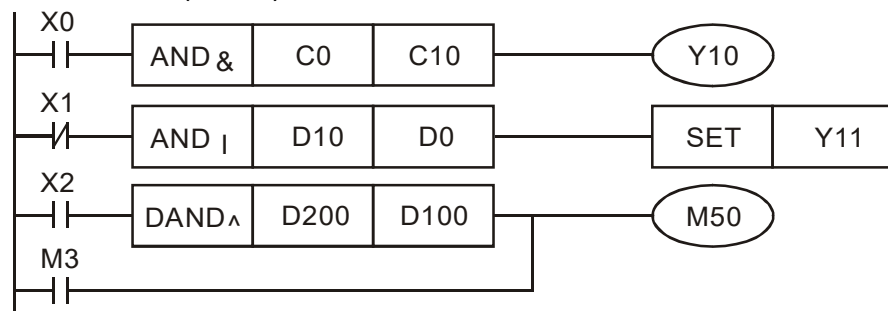 X0
AND & C0 C10 Y10
X1
AND | D10 D0 SET Y11
X2
DAND ^ D200 D100 M50
M3